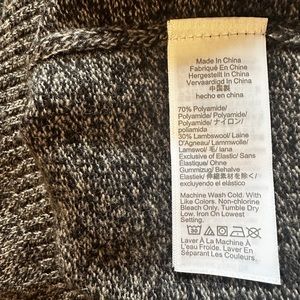 Made In China
Fabriqué En Chine
Hergestellt In China
Vervaardigd In China
中国製
hecho en china
70% Polyamide/
Polyamide/ Polyamide/
Polyamide/ ナイロン/
poliamida
30% Lambswool/ Laine
D'Agneau/ Lammwolle/
Lamswol/ 毛/ lana
Exclusive of Elastic/ Sans
Élastique/ Ohne
Gummizug/ Behalve
Elastiek/ 伸縮素材を除く/
excluyendo el elástico
Machine Wash Cold. With
Like Colors. Non-chlorine
Bleach Only. Tumble Dry
Low. Iron On Lowest
Setting.
Laver À La Machine À
L'eau Froide. Laver En
Séparant Les Couleurs.